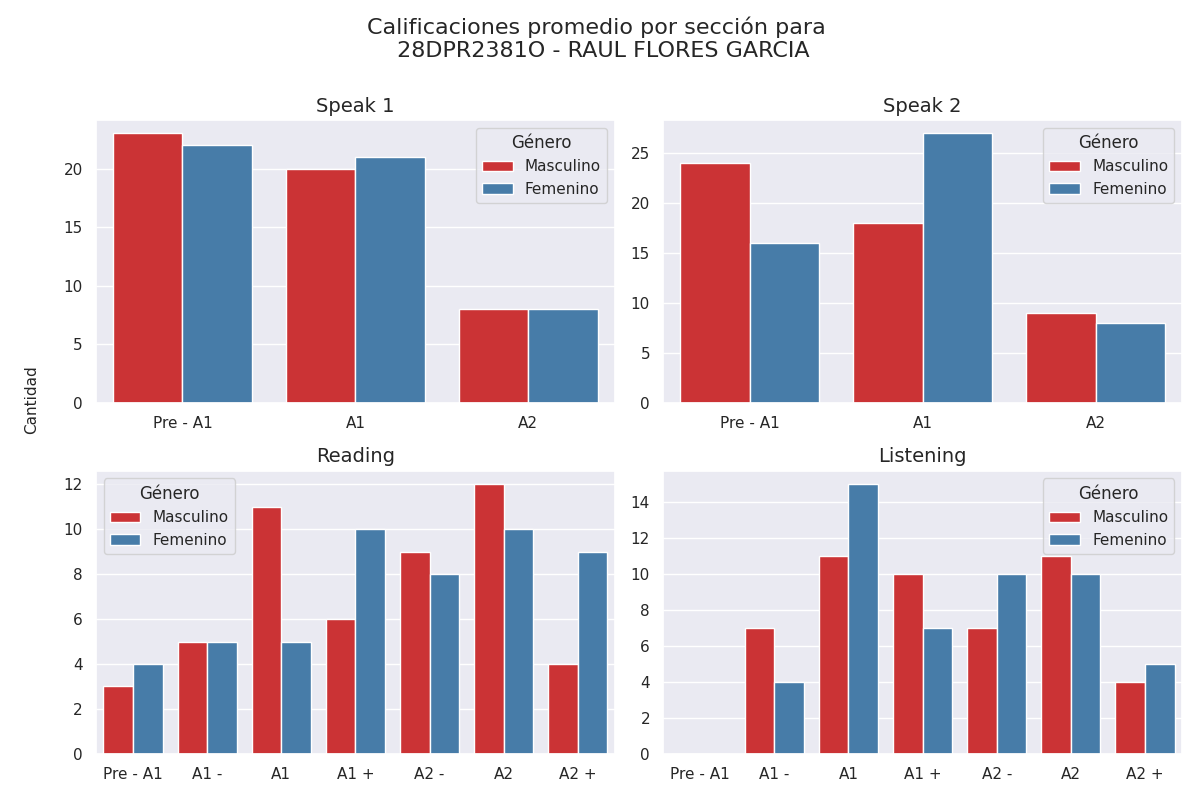 Calificaciones promedio por sección para
28DPR2381O - RAUL FLORES GARCIA
Cantidad
Speak 1
Género
Masculino
Femenino
20
15
10
5
0
Pre - A1 A1 A2
Speak 2
Género
Masculino
Femenino
25
20
15
10
5
0
Pre - A1 A1 A2
Reading
Género
Masculino
Femenino
12
10
8
6
4
2
0
Pre - A1 A1 - A1 A1 + A2 - A2 A2 +
Listening
Género
Masculino
Femenino
14
12
10
8
6
4
2
0
Pre - A1 A1 - A1 A1 + A2 - A2 A2 +